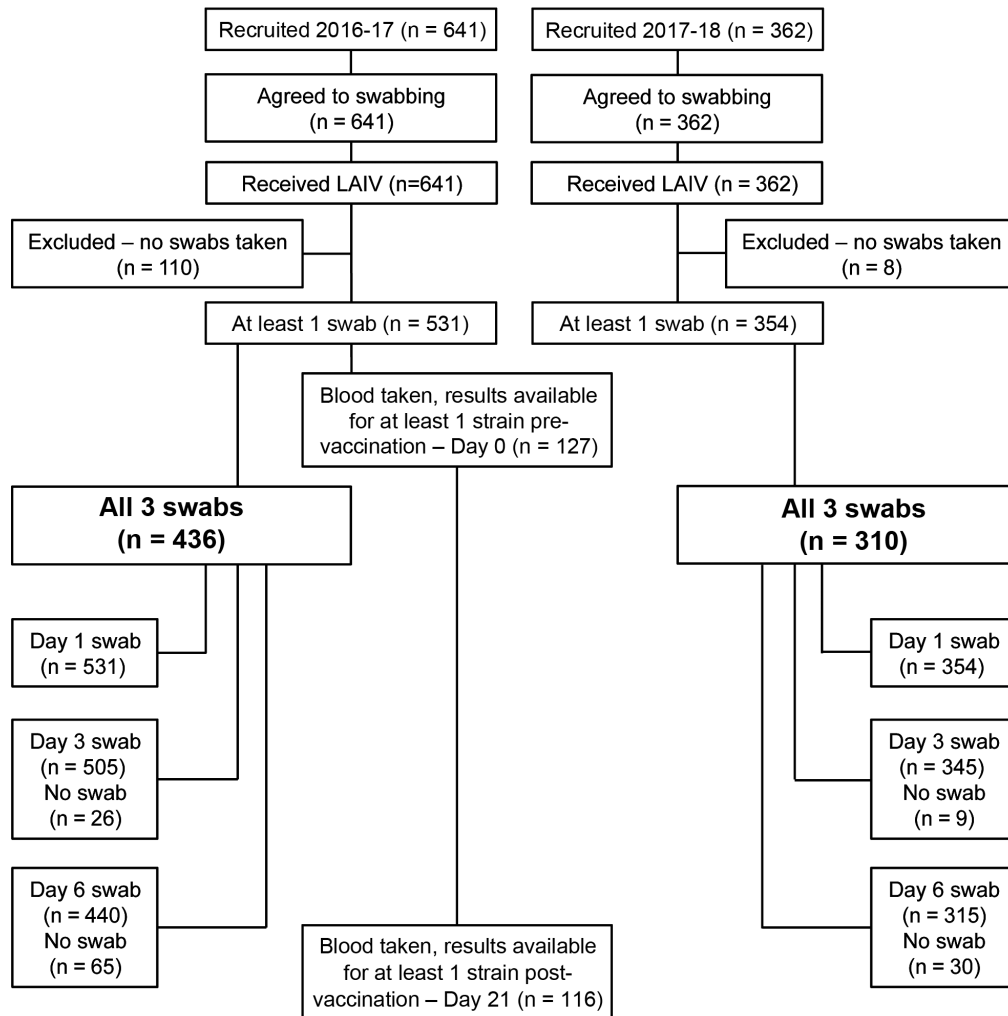 Recruited 2016-17 (n = 641)
Recruited 2017-18 (n = 362)
Agreed to swabbing
(n = 641)
Agreed to swabbing
(n = 362)
Received LAIV (n=641)
Received LAIV (n = 362)
Excluded – no swabs taken
(n = 110)
Excluded – no swabs taken
(n = 8)
At least 1 swab (n = 531)
At least 1 swab (n = 354)
Blood taken, results available
for at least 1 strain pre-
vaccination – Day 0 (n = 127)
All 3 swabs
(n = 436)
All 3 swabs
(n = 310)
Day 1 swab
(n = 531)
Day 1 swab
(n = 354)
Day 3 swab
(n = 505)
No swab
(n = 26)
Day 3 swab
(n = 345)
No swab
(n = 9)
Day 6 swab
(n = 440)
No swab
(n = 65)
Day 6 swab
(n = 315)
No swab
(n = 30)
Blood taken, results available
for at least 1 strain post-
vaccination – Day 21 (n = 116)